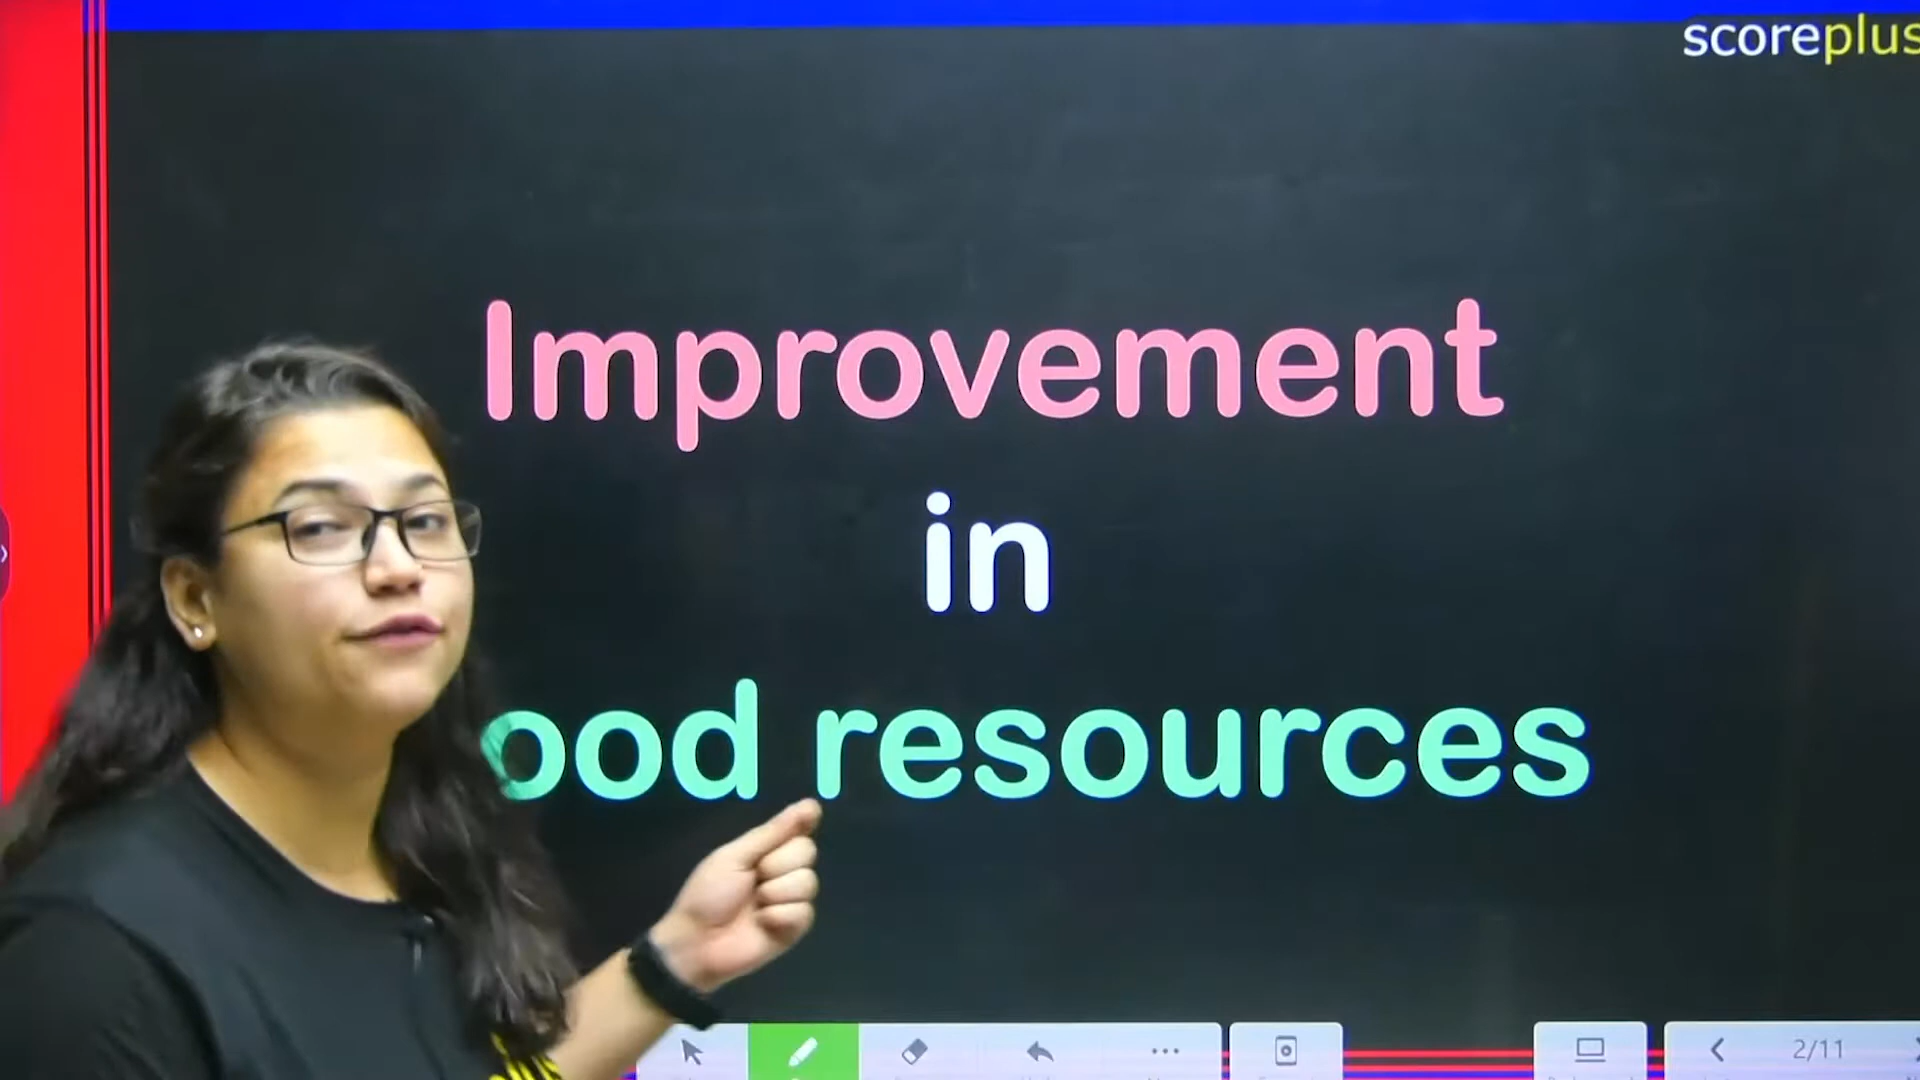 scoreplus
Improvement
in
ood resources
2/11